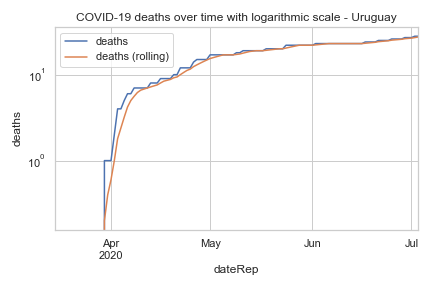 COVID-19 deaths over time with logarithmic scale - Uruguay
deaths
deaths (rolling)
10¹
10⁰
deaths
Apr
2020
May
Jun
Jul
dateRep